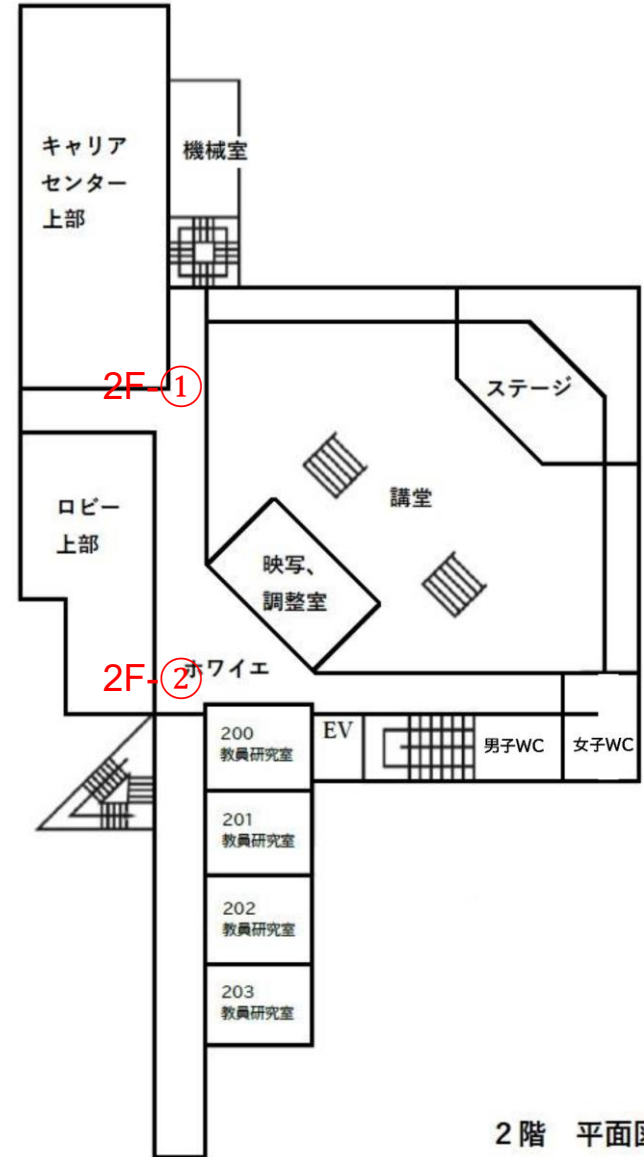 キャリア
センター
上部
機械室
2F-①
ステージ
講堂
ロビー
上部
映写、
調整室
2F-②
ホワイエ
200
教員研究室
EV
男子WC
女子WC
201
教員研究室
202
教員研究室
203
教員研究室
2階 平面図